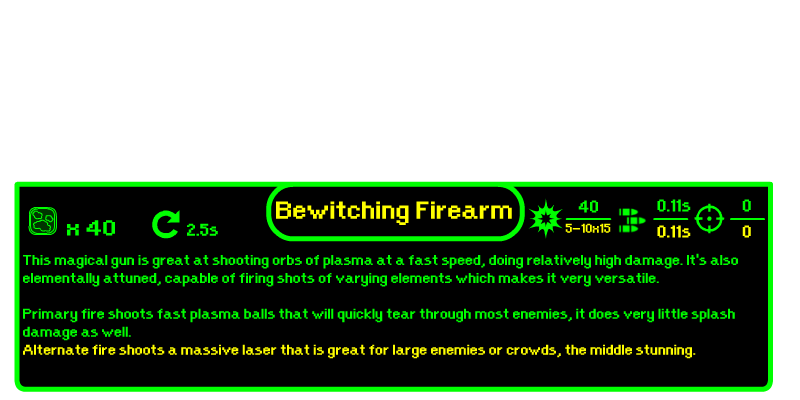 Bewitching Firearm
x 40
2.5s
40
5-10x15
0.11s
0.11s
0
0
This magical gun is great at shooting orbs of plasma at a fast speed, doing relatively high damage. It's also
elementally attuned, capable of firing shots of varying elements which makes it very versatile.
Primary fire shoots fast plasma balls that will quickly tear through most enemies, it does very little splash
damage as well.
Alternate fire shoots a massive laser that is great for large enemies or crowds, the middle stunning.